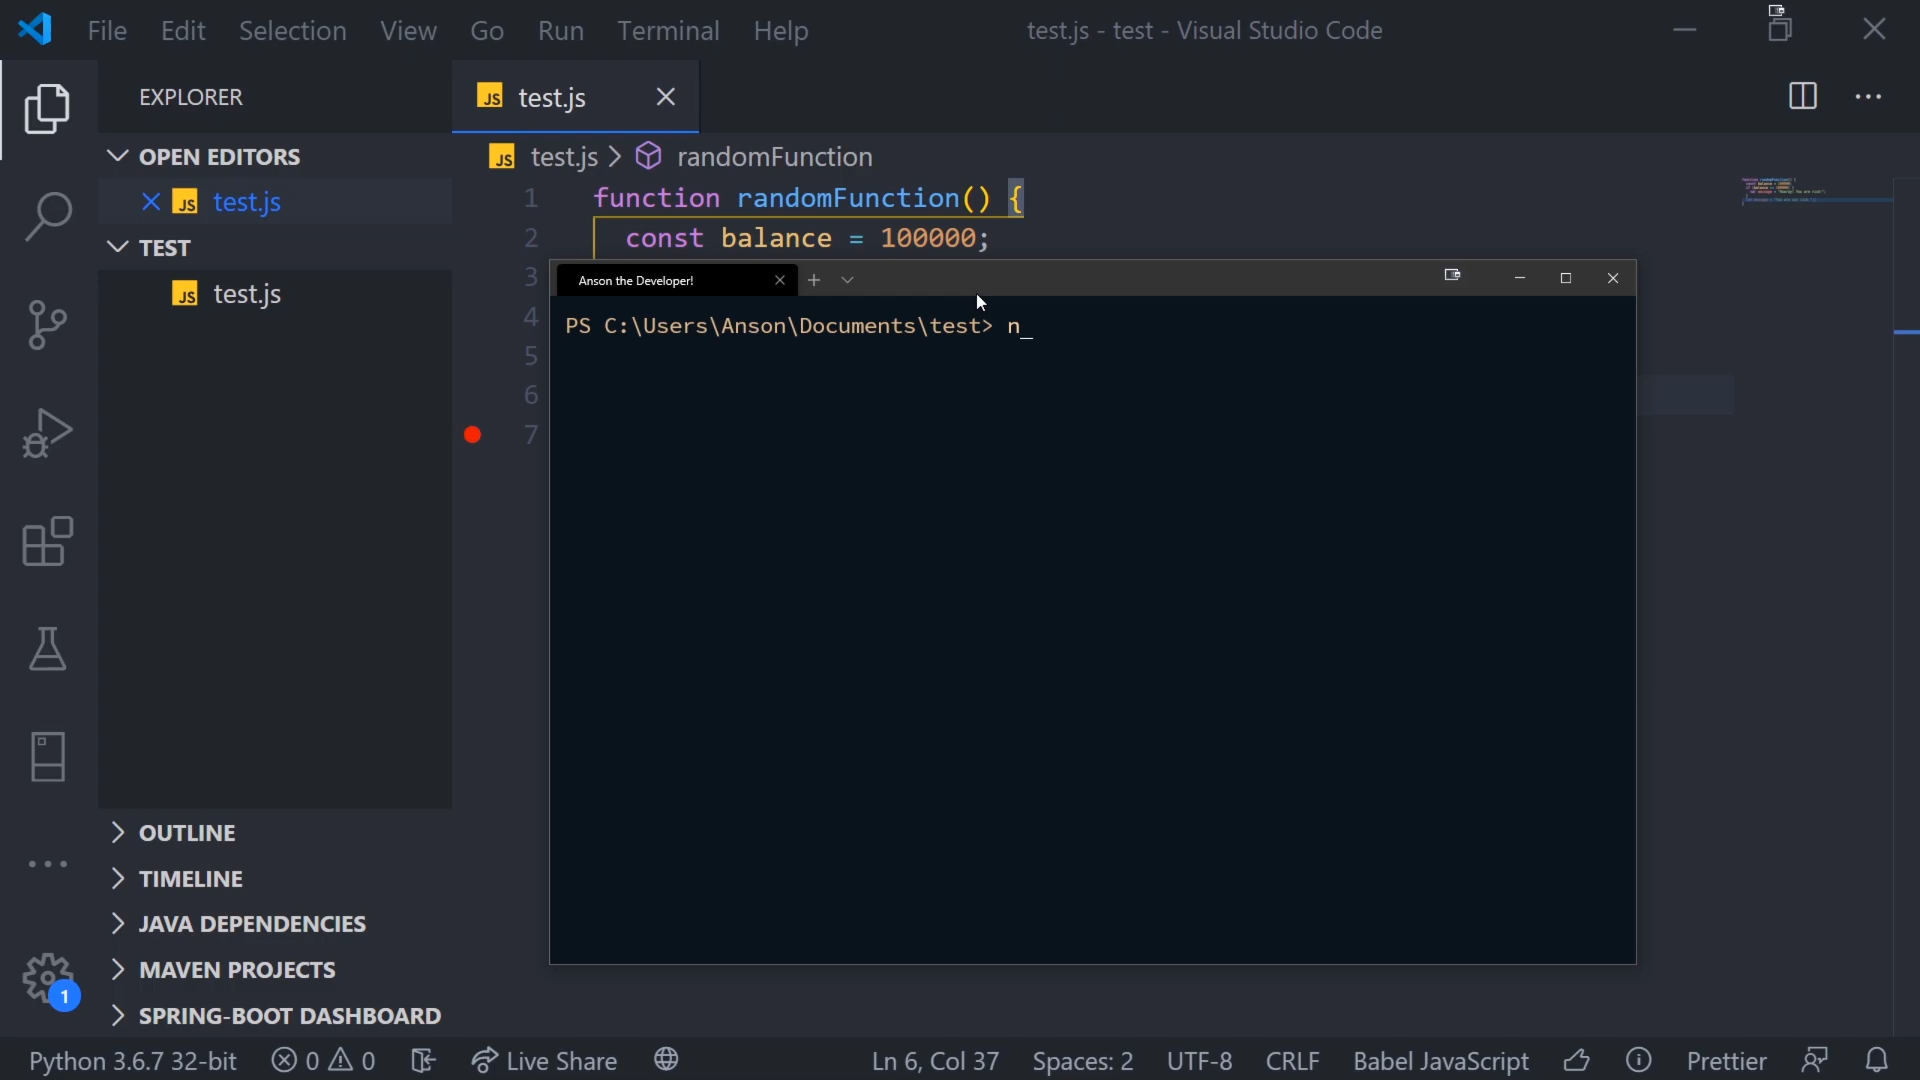 File Edit Selection View Go Run Terminal Help
test.js - test - Visual Studio Code
EXPLORER
JS test.js
OPEN EDITORS
JS test.js
TEST
JS test.js
OUTLINE
TIMELINE
JAVA DEPENDENCIES
MAVEN PROJECTS
SPRING-BOOT DASHBOARD
1
JS test.js > randomFunction
1 function randomFunction() {
2 const balance = 100000;
3
4
5
6
7
Anson the Developer!
PS C:\Users\Anson\Documents\test> n_
Python 3.6.7 32-bit 0 0 Live Share Ln 6, Col 37 Spaces: 2 UTF-8 CRLF Babel JavaScript Prettier